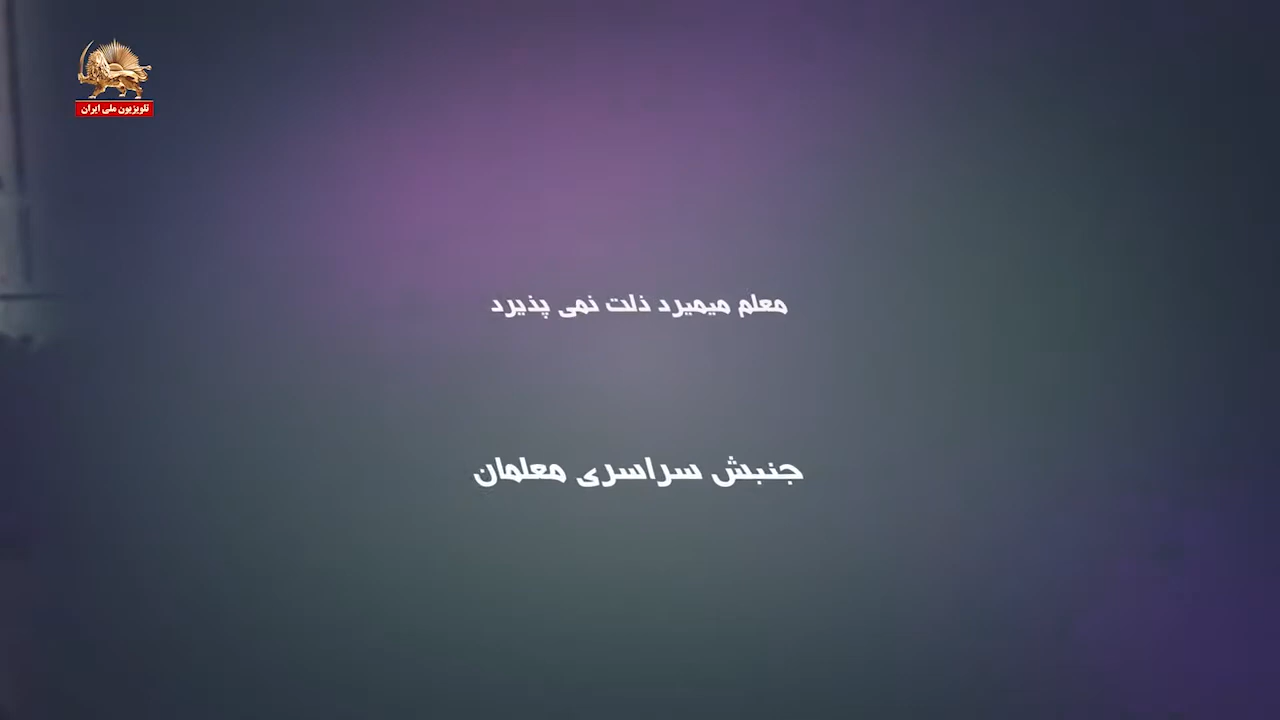 تلویزیون ملی ایران
معلم میمیرد ذلت نمی پذیرد
جنبش سراسری معلمان